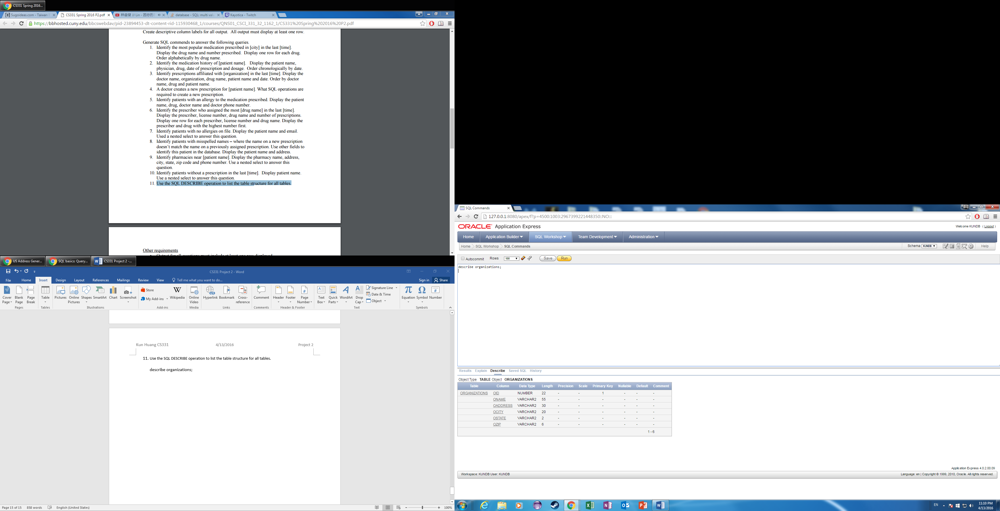 CS331 Spring 2016...
Sugoideas.com - Taiwan
CS331 Spring 2016 P2.pdf
林俊傑 JJ Lin - 因你而
database - SQL: multi val
Kayotica - Twitch
https://bbhosted.cuny.edu/bbcswebdav/pid-23894453-dt-content-rid-115930468_1/courses/QNS01_CSCI_331_32_1162_1/CS331%20Spring%202016%20P2.pdf
Create descriptive column labels for all output. All output must display at least one row.
Generate SQL commends to answer the following queries.
1. Identify the most popular medication prescribed in [city] in the last [time].
Display the drug name and number prescribed. Display one row for each drug.
Order alphabetically by drug name.
2. Identify the medication history of [patient name]. Display the patient name,
physician, drug, date of prescription and dosage. Order chronologically by date.
3. Identify prescriptions affiliated with [organization] in the last [time]. Display the
doctor name, organization, drug name, patient name and date. Order by doctor
name, drug and patient name.
4. A doctor creates a new prescription for [patient name]. What SQL operations are
required to create a new prescription.
5. Identify patients with an allergy to the medication prescribed. Display the patient
name, drug, doctor name and doctor phone number.
6. Identify the prescriber who assigned the most [drug name] in the last [time].
Display the prescriber, license number, drug name and number of prescriptions.
Display one row for each prescriber, license number and drug name. Display the
prescriber and drug with the highest number first.
7. Identify patients with no allergies on file. Display the patient name and email.
Used a nested select to answer this question.
8. Identify patients with misspelled names – where the name on a new prescription
doesn't match the name on a previously assigned prescription. Use other fields to
identify this patient in the database. Display the patient name and address.
9. Identify pharmacies near [patient name]. Display the pharmacy name, address,
city, state, zip code and phone number. Use a nested select to answer this
question.
10. Identify patients without a prescription in the last [time]. Display patient name.
Use a nested select to answer this question.
11. Use the SQL DESCRIBE operation to list the table structure for all tables.
Other requirements
Output for all questions must include at least one row displayed
US Address Gener...
SQL basics: Query...
CS331 Project 2 -...
CS331 Project 2 - Word
File Home Insert Design Layout References Mailings Review View Tell me what you want to do... Sign in Share
Cover Page
Blank Page
Page Break
Table
Pictures
Online Pictures
Shapes
SmartArt
Chart
Screenshot
Store
My Add-ins
Wikipedia
Online Video
Hyperlink
Bookmark
Cross-reference
Comment
Header
Footer
Page Number
Text Box
Quick Parts
WordArt
Drop Cap
Signature Line
Date & Time
Object
Equation
Symbol
Number
Pages Tables Illustrations Add-ins Media Links Comments Header & Footer Text Symbols
Kun Huang CS331 4/13/2016 Project 2
11. Use the SQL DESCRIBE operation to list the table structure for all tables.
describe organizations;
Page 15 of 15 858 words English (United States) 100%
SQL Commands
127.0.0.1:8080/apex/f?p=4500:1003:2967399221448350::NO:::
ORACLE Application Express
Welcome KUNDB ( Logout )
Home Application Builder SQL Workshop Team Development Administration
Home SQL Workshop SQL Commands
Schema KUNDB Help
Autocommit Rows 100 Save Run
describe organizations;
Results Explain Describe Saved SQL History
Object Type TABLE Object ORGANIZATIONS
Table Column Data Type Length Precision Scale Primary Key Nullable Default Comment
ORGANIZATIONS OID NUMBER 22 - - 1 - - -
ONAME VARCHAR2 55 - - - - - -
OADDRESS VARCHAR2 30 - - - - - -
OCITY VARCHAR2 20 - - - - - -
OSTATE VARCHAR2 2 - - - - - -
OZIP VARCHAR2 6 - - - - - -
1 - 6
Application Express 4.0.2.00.09
Workspace: KUNDB User: KUNDB
Language: en | Copyright © 1999, 2010, Oracle. All rights reserved.
EN
11:10 PM
4/13/2016